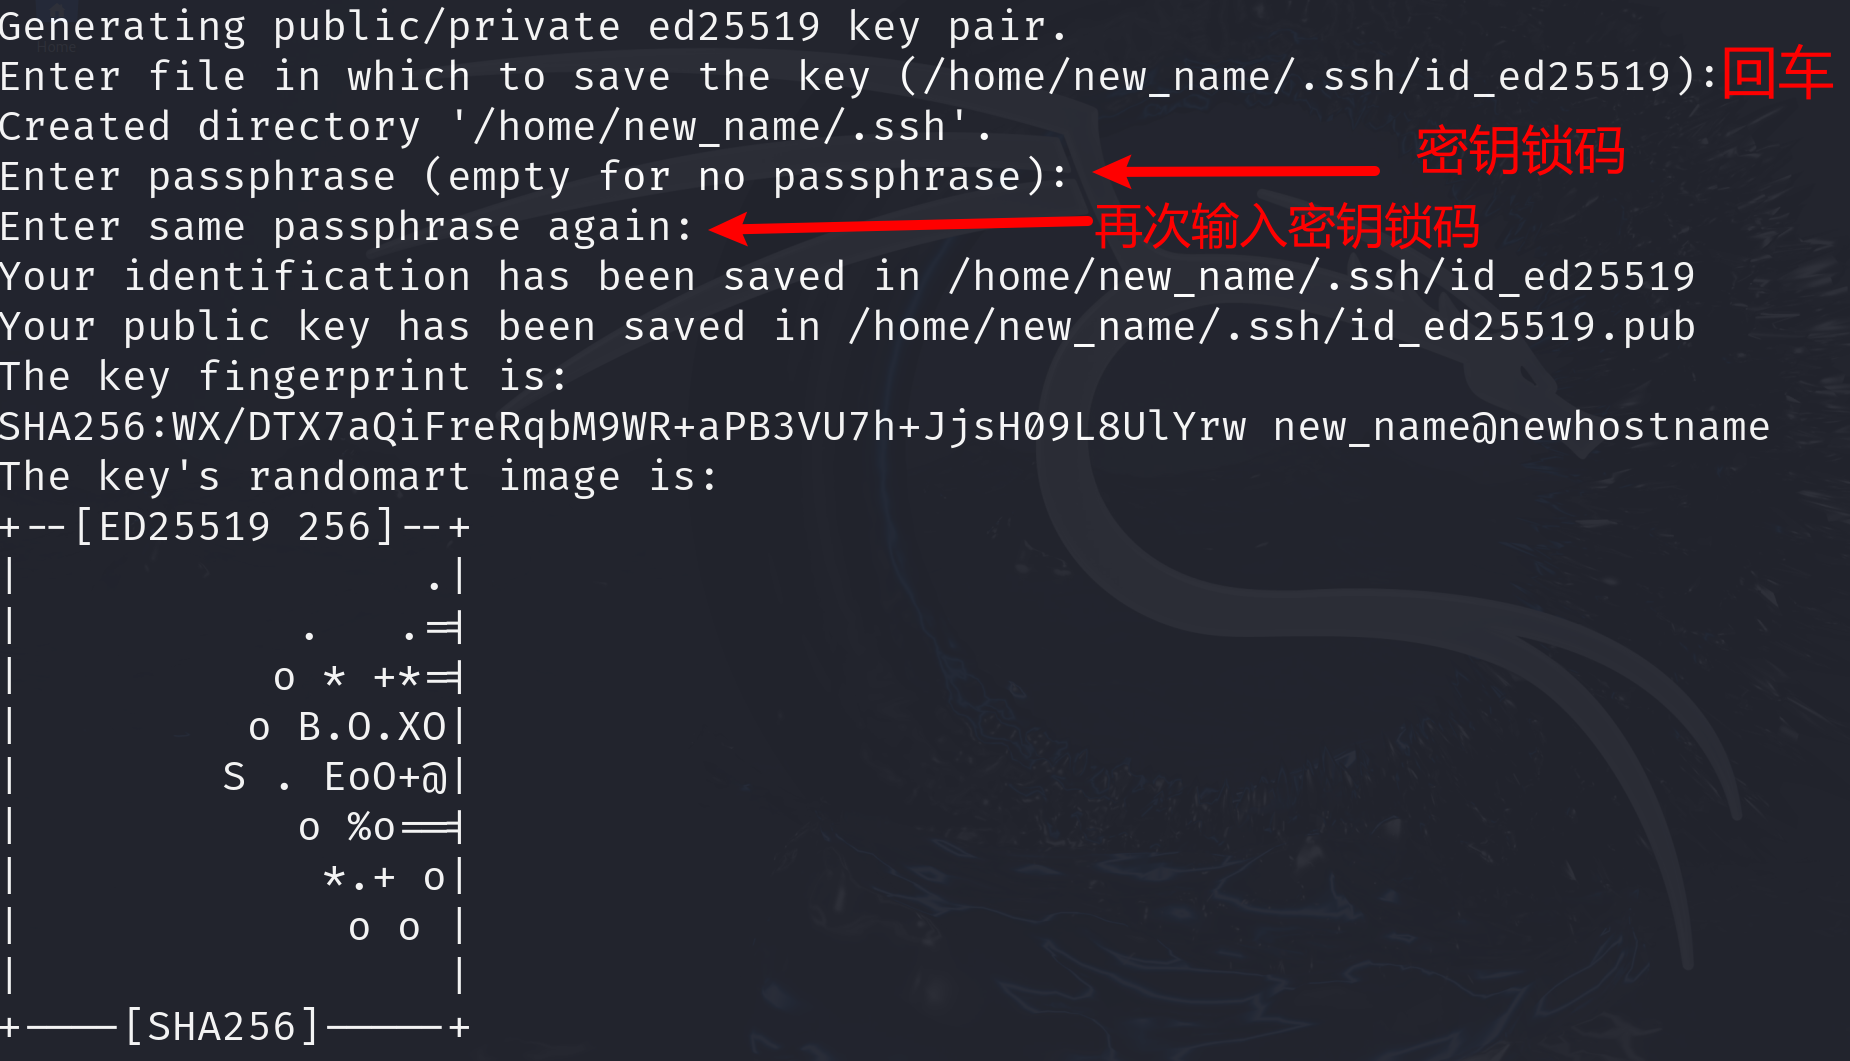 Home
Generating public/private ed25519 key pair.
Enter file in which to save the key (/home/new_name/.ssh/id_ed25519):回车
Created directory '/home/new_name/.ssh'.
密钥锁码
Enter passphrase (empty for no passphrase):
Enter same passphrase again: 再次输入密钥锁码
Your identification has been saved in /home/new_name/.ssh/id_ed25519
Your public key has been saved in /home/new_name/.ssh/id_ed25519.pub
The key fingerprint is:
SHA256:WX/DTX7aQiFreRqbM9WR+aPB3VU7h+JjsH09L8UlYrw new_name@newhostname
The key's randomart image is:
+--[ED25519 256]--+
|                .|
|           .   .==|
|          o * +*==|
|         o B.O.XO|
|        S . EoO+@|
|           o %o===|
|            *.+ o|
|             o o |
|                 |
+----[SHA256]-----+